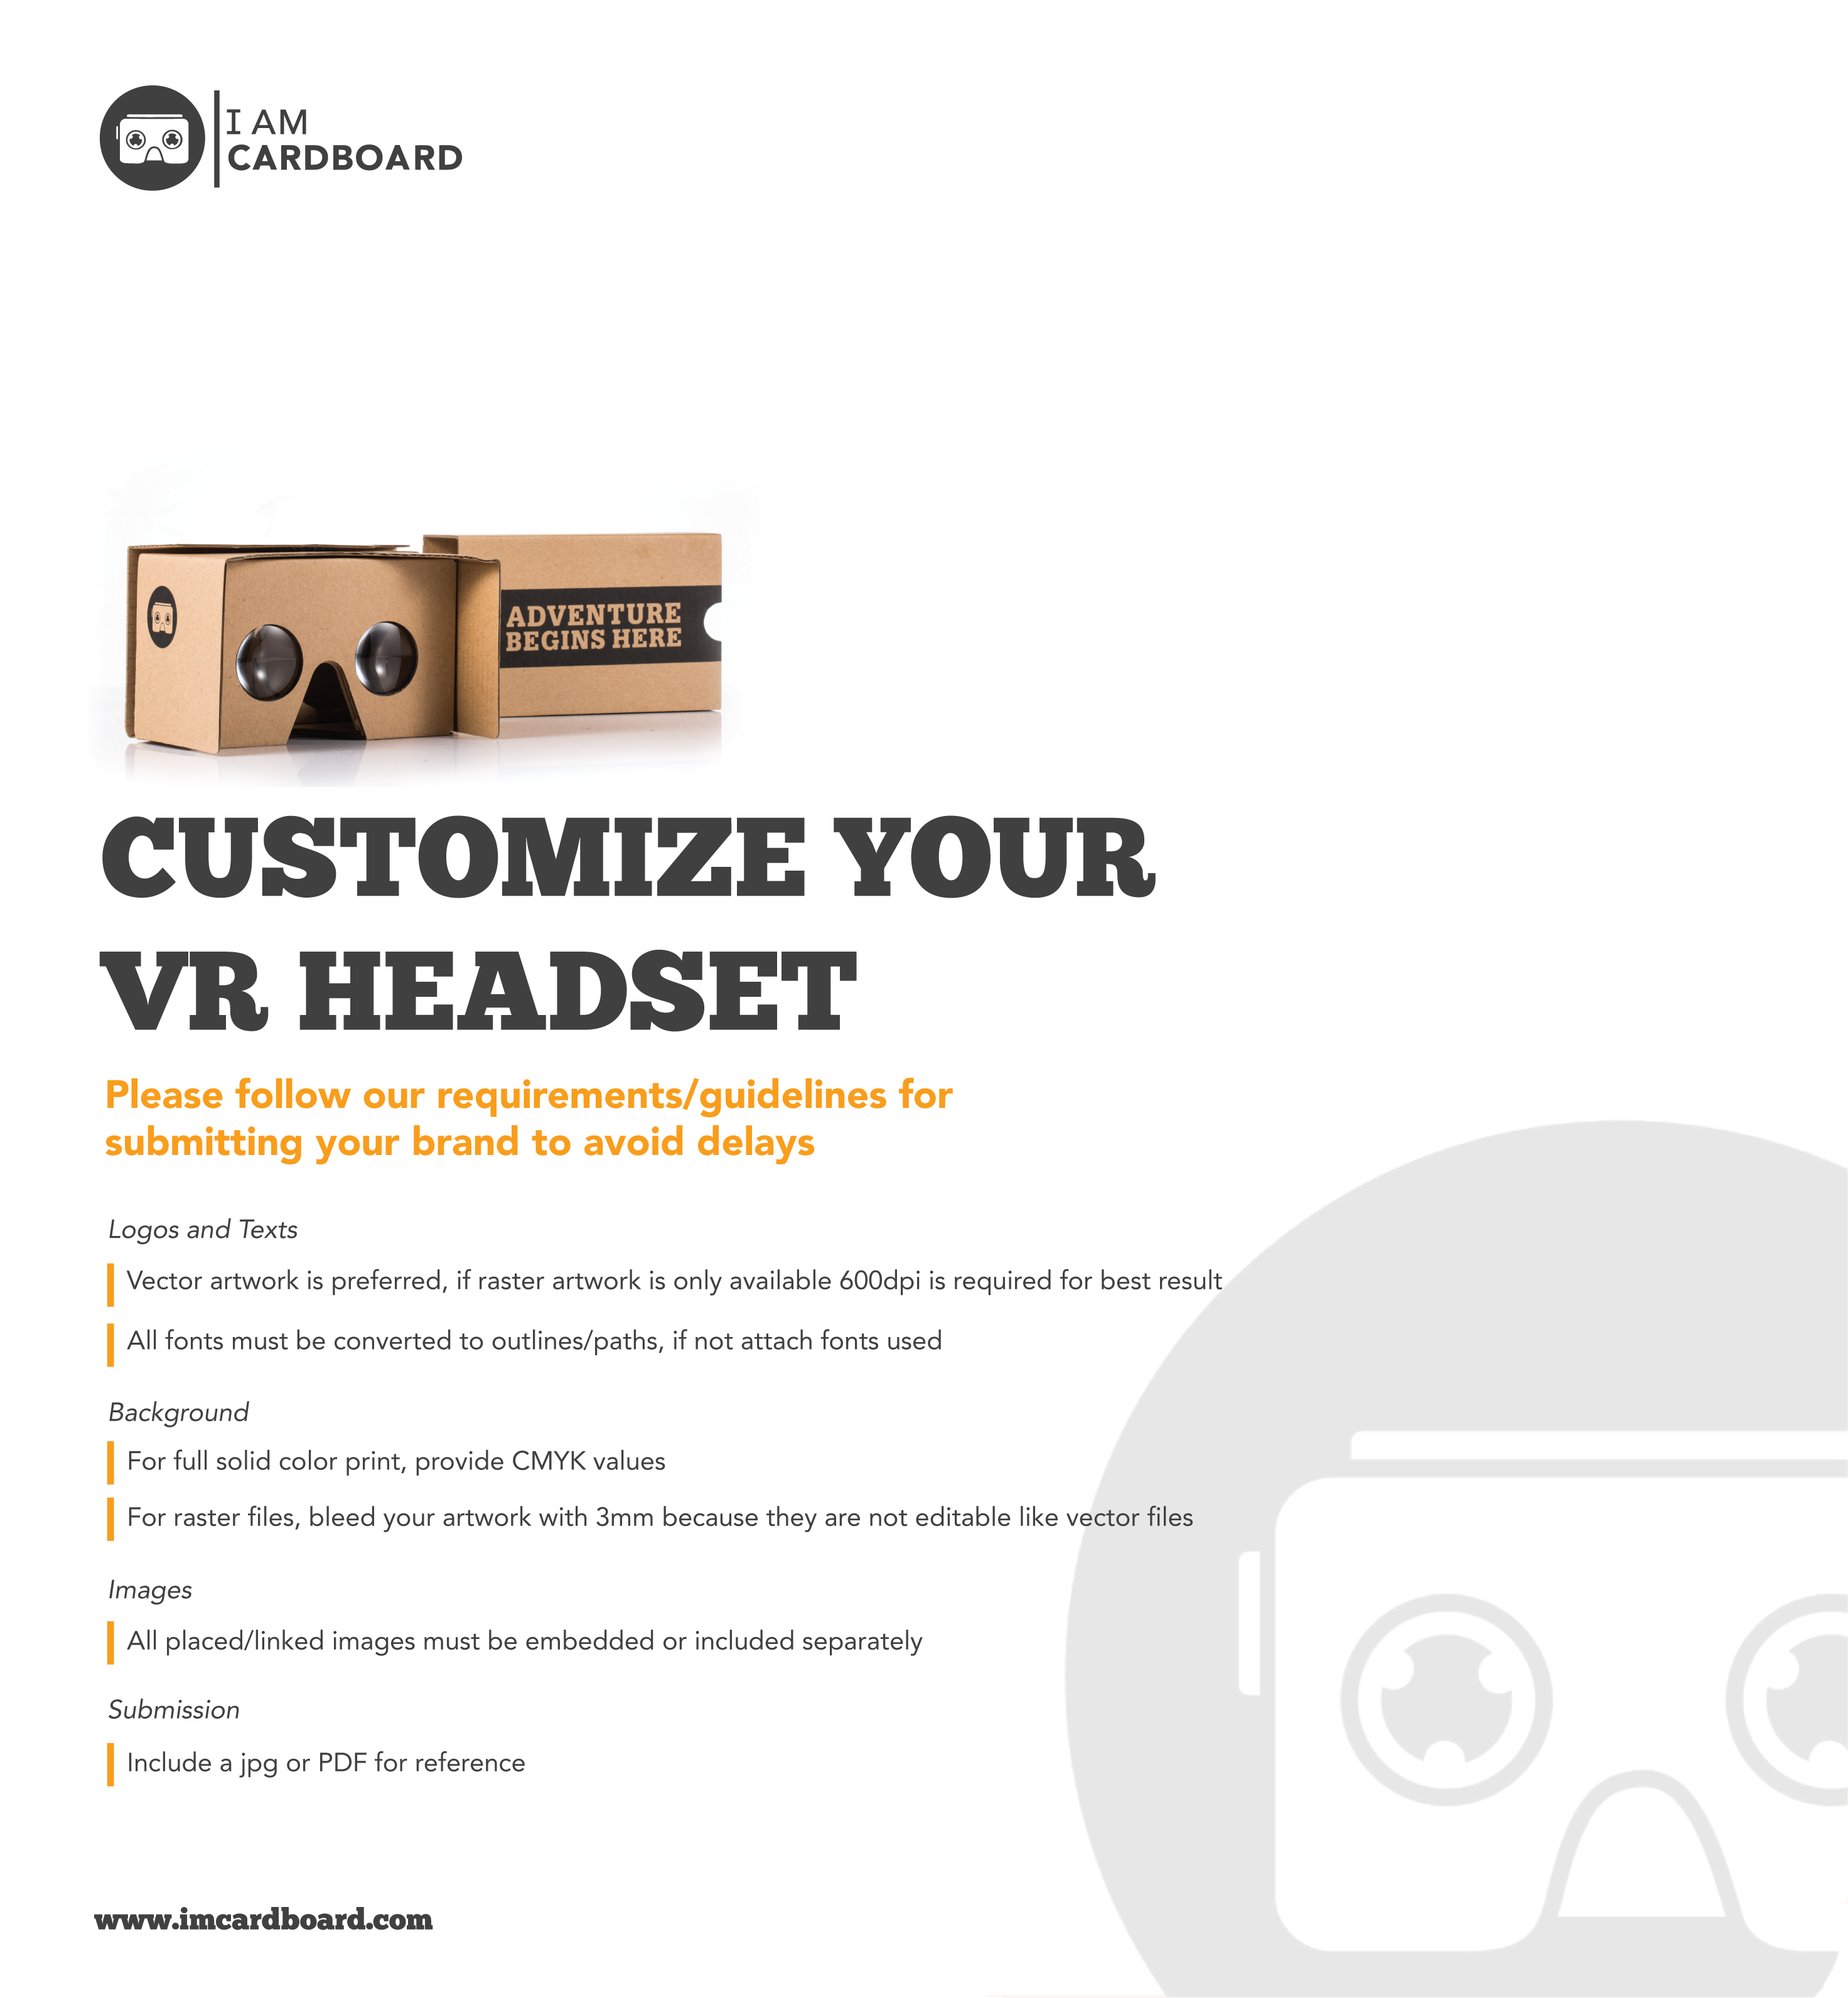 I AM
CARDBOARD
ADVENTURE
BEGINS HERE
CUSTOMIZE YOUR
VR HEADSET
Please follow our requirements/guidelines for
submitting your brand to avoid delays
Logos and Texts
Vector artwork is preferred, if raster artwork is only available 600dpi is required for best result
All fonts must be converted to outlines/paths, if not attach fonts used
Background
For full solid color print, provide CMYK values
For raster files, bleed your artwork with 3mm because they are not editable like vector files
Images
All placed/linked images must be embedded or included separately
Submission
Include a jpg or PDF for reference
www.imcardboard.com